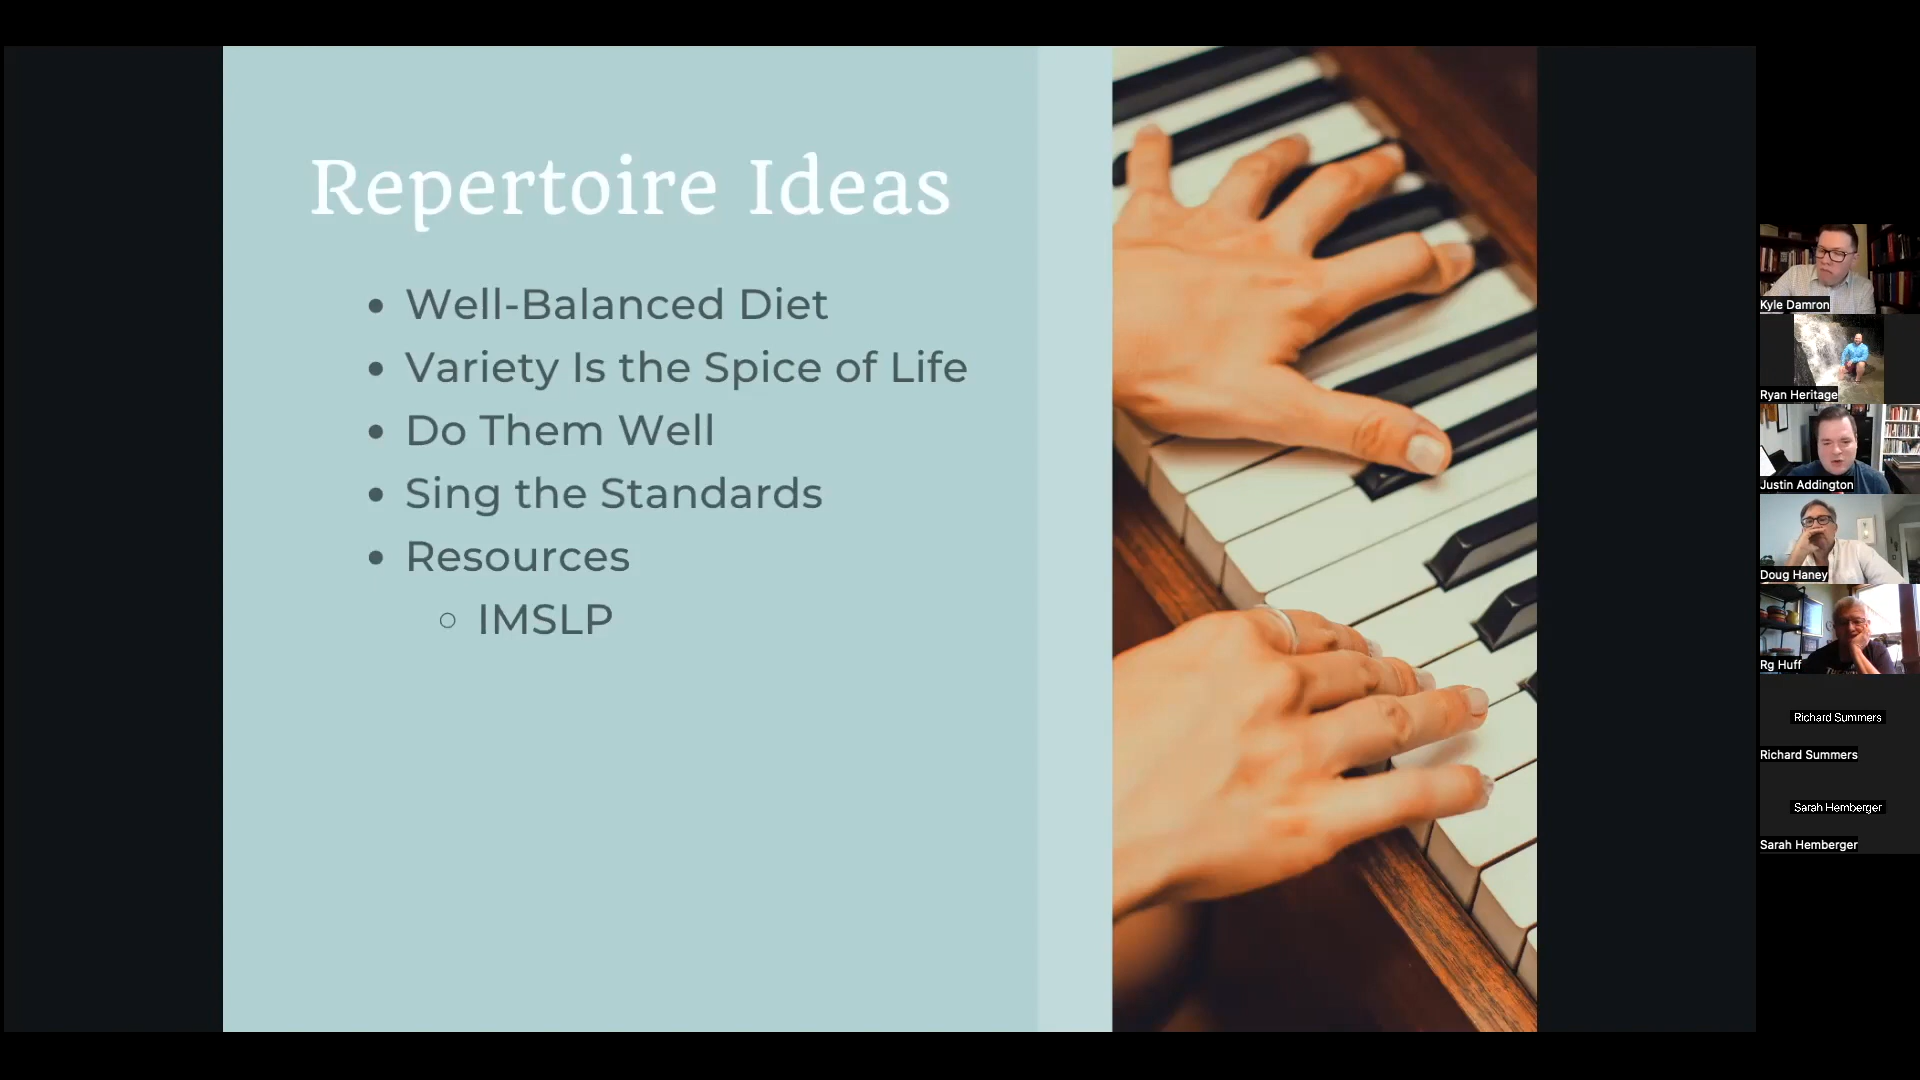 Repertoire Ideas
Well-Balanced Diet
Variety Is the Spice of Life
Do Them Well
Sing the Standards
Resources
IMSLP
Kyle Damron
Ryan Heritage
Justin Addington
Doug Haney
Rg Huff
Richard Summers
Richard Summers
Sarah Hemberger
Sarah Hemberger